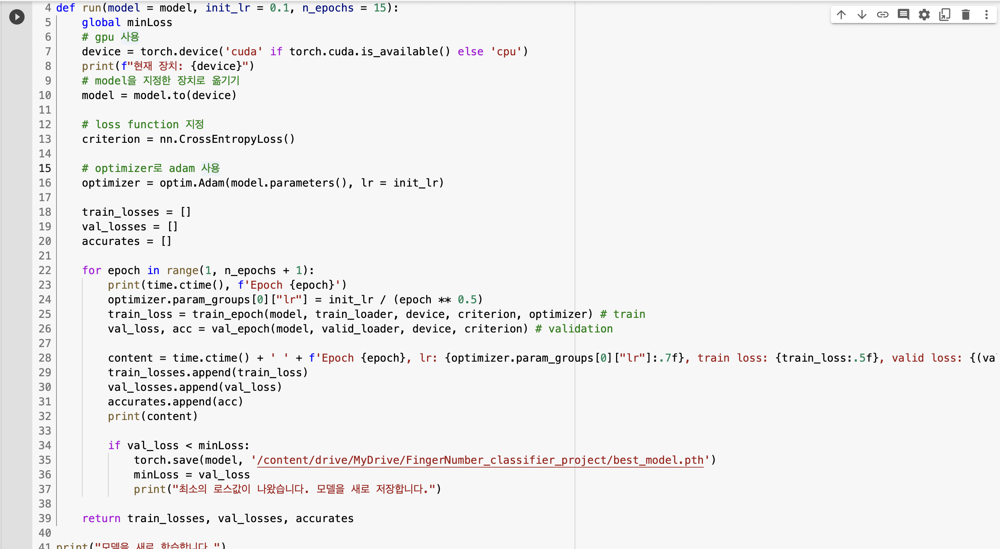 4 def run(model = model, init_lr = 0.1, n_epochs = 15):
5     global minLoss
6     # gpu 사용
7     device = torch.device('cuda' if torch.cuda.is_available() else 'cpu')
8     print(f"현재 장치: {device}")
9     # model을 지정한 장치로 옮기기
10     model = model.to(device)
11
12     # loss function 지정
13     criterion = nn.CrossEntropyLoss()
14
15     # optimizer로 adam 사용
16     optimizer = optim.Adam(model.parameters(), lr = init_lr)
17
18     train_losses = []
19     val_losses = []
20     accurates = []
21
22     for epoch in range(1, n_epochs + 1):
23         print(time.ctime(), f'Epoch {epoch}')
24         optimizer.param_groups[0]["lr"] = init_lr / (epoch ** 0.5)
25         train_loss = train_epoch(model, train_loader, device, criterion, optimizer) # train
26         val_loss, acc = val_epoch(model, valid_loader, device, criterion) # validation
27
28         content = time.ctime() + ' ' + f'Epoch {epoch}, lr: {optimizer.param_groups[0]["lr"]:.7f}, train loss: {train_loss:.5f}, valid loss: {(va
29         train_losses.append(train_loss)
30         val_losses.append(val_loss)
31         accurates.append(acc)
32         print(content)
33
34         if val_loss < minLoss:
35             torch.save(model, '/content/drive/MyDrive/FingerNumber_classifier_project/best_model.pth')
36             minLoss = val_loss
37             print("최소의 로스값이 나왔습니다. 모델을 새로 저장합니다.")
38
39     return train_losses, val_losses, accurates
40
41 print("모델을 새로 학습합니다.")